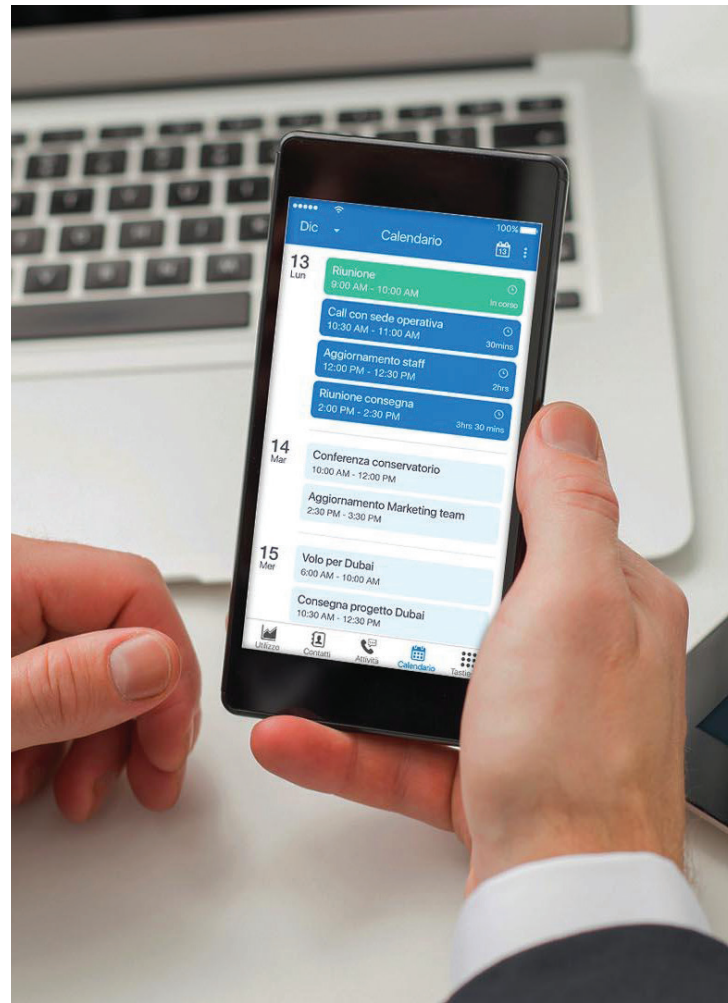 100%
Dic
Calendario
13
13
Lun
Riunione
9:00 AM - 10:00 AM
In corso
Call con sede operativa
10:30 AM - 11:00 AM
30mins
Aggiornamento staff
12:00 PM - 12:30 PM
2hrs
Riunione consegna
2:00 PM - 2:30 PM
3hrs 30 mins
14
Mar
Conferenza conservatorio
10:00 AM - 12:00 PM
Aggiornamento Marketing team
2:30 PM - 3:30 PM
15
Mer
Volo per Dubai
6:00 AM - 10:00 AM
Consegna progetto Dubai
10:30 AM - 12:30 PM
Utilizzo
Contatti
Attività
Calendario